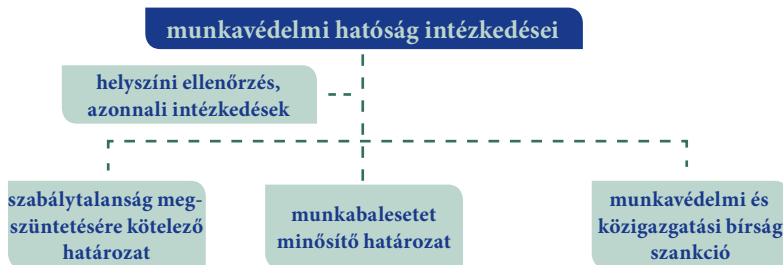 munkavédelmi hatóság intézkedései
helyszíni ellenőrzés,
azonnali intézkedések
szabálytalanság meg-
szüntetésére kötelező
határozat
munkabalesetet
minősítő határozat
munkavédelmi és
közigazgatási bírság
szankció